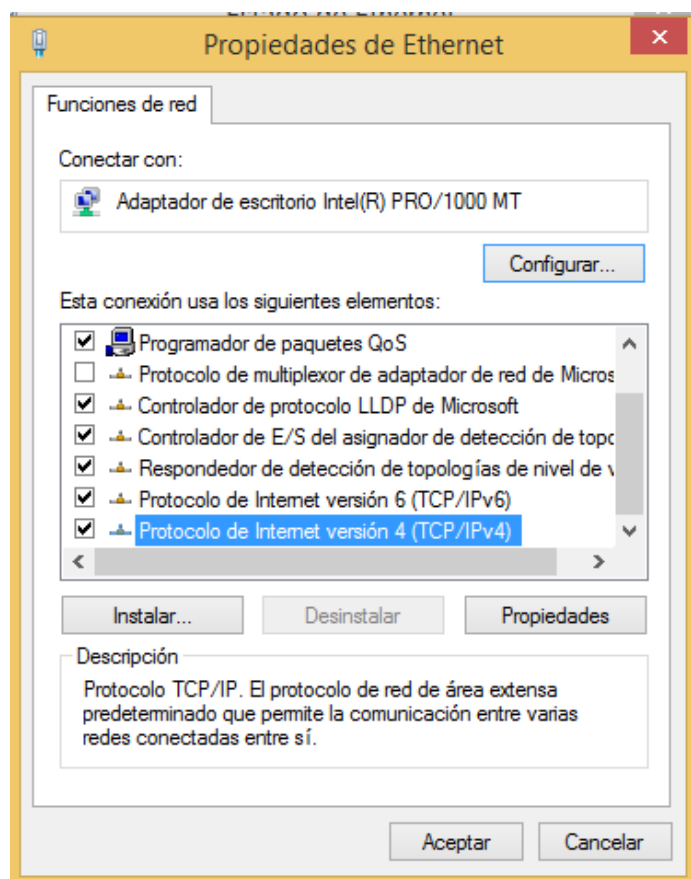 Propiedades de Ethernet
Funciones de red
Conectar con:
Adaptador de escritorio Intel(R) PRO/1000 MT
Configurar...
Esta conexión usa los siguientes elementos:
Programador de paquetes QoS
Protocolo de multiplexor de adaptador de red de Micros
Controlador de protocolo LLDP de Microsoft
Controlador de E/S del asignador de detección de topo
Respondedor de detección de topologías de nivel de v
Protocolo de Internet versión 6 (TCP/IPv6)
Protocolo de Internet versión 4 (TCP/IPv4)
Instalar... Desinstalar Propiedades
Descripción
Protocolo TCP/IP. El protocolo de red de área extensa
predeterminado que permite la comunicación entre varias
redes conectadas entre sí.
Aceptar Cancelar